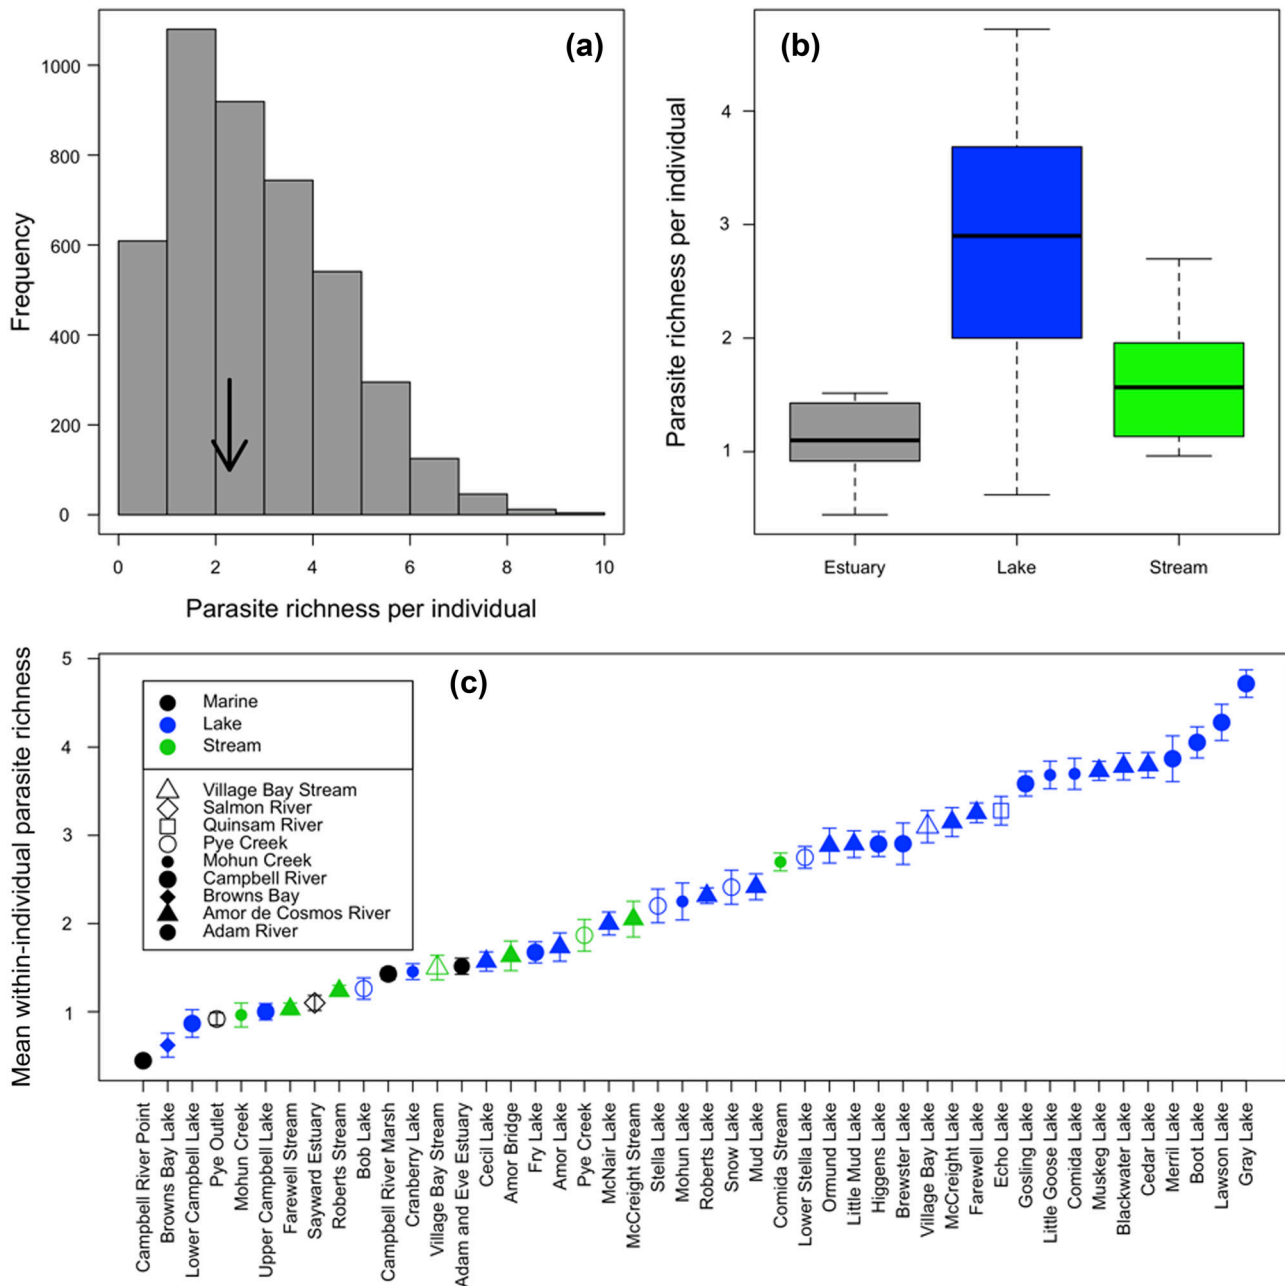 (a)
Frequency
1000
800
600
400
200
0
0 2 4 6 8 10
Parasite richness per individual
(b)
Parasite richness per individual
4
3
2
1
Estuary Lake Stream
(c)
Mean within-individual parasite richness
5
4
3
2
1
Marine
Lake
Stream
Village Bay Stream
Salmon River
Quinsam River
Pye Creek
Mohun Creek
Campbell River
Browns Bay
Amor de Cosmos River
Adam River
Campbell River Point
Browns Bay Lake
Lower Campbell Lake
Pye Outlet
Mohun Creek
Upper Campbell Lake
Farewell Stream
Sayward Estuary
Roberts Stream
Bob Lake
Campbell River Marsh
Cranberry Lake
Village Bay Stream
Adam and Eve Estuary
Cecil Lake
Amor Bridge
Fry Lake
Amor Lake
Pye Creek
McNair Lake
McCreight Stream
Stella Lake
Mohun Lake
Roberts Lake
Snow Lake
Mud Lake
Comida Stream
Lower Stella Lake
Ormund Lake
Little Mud Lake
Higgens Lake
Brewster Lake
Village Bay Lake
McCreight Lake
Farewell Lake
Echo Lake
Gosling Lake
Little Goose Lake
Comida Lake
Muskeg Lake
Blackwater Lake
Cedar Lake
Merril Lake
Boot Lake
Lawson Lake
Gray Lake